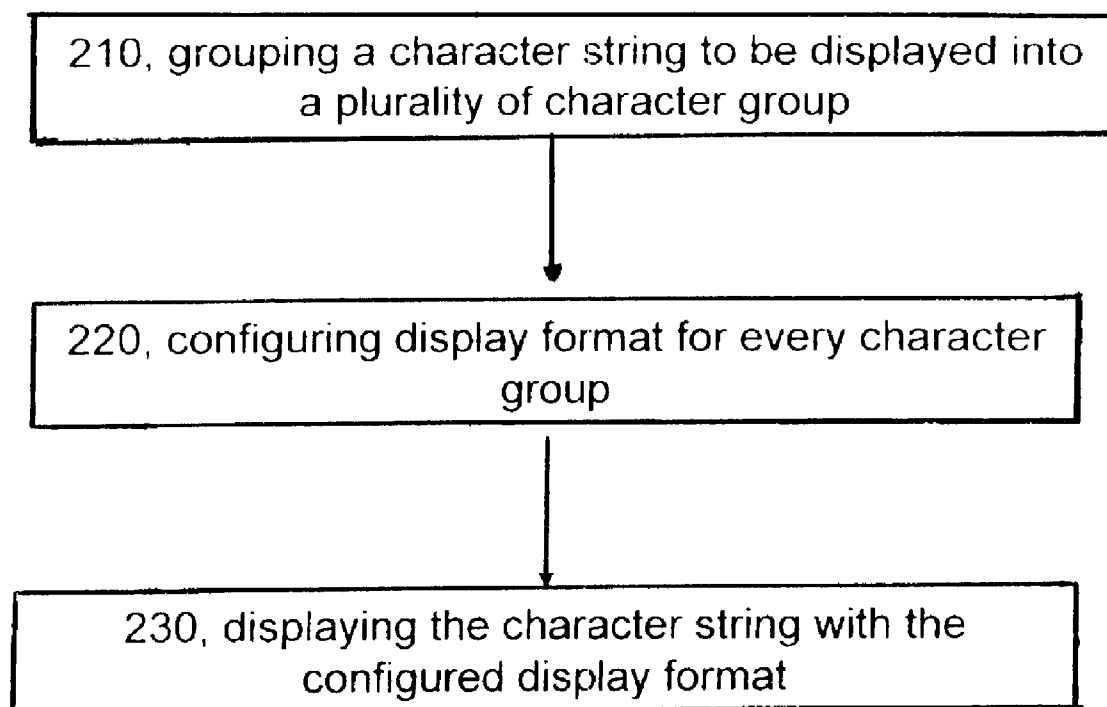 210, grouping a character string to be displayed into
a plurality of character group
220, configuring display format for every character
group
230, displaying the character string with the
configured display format